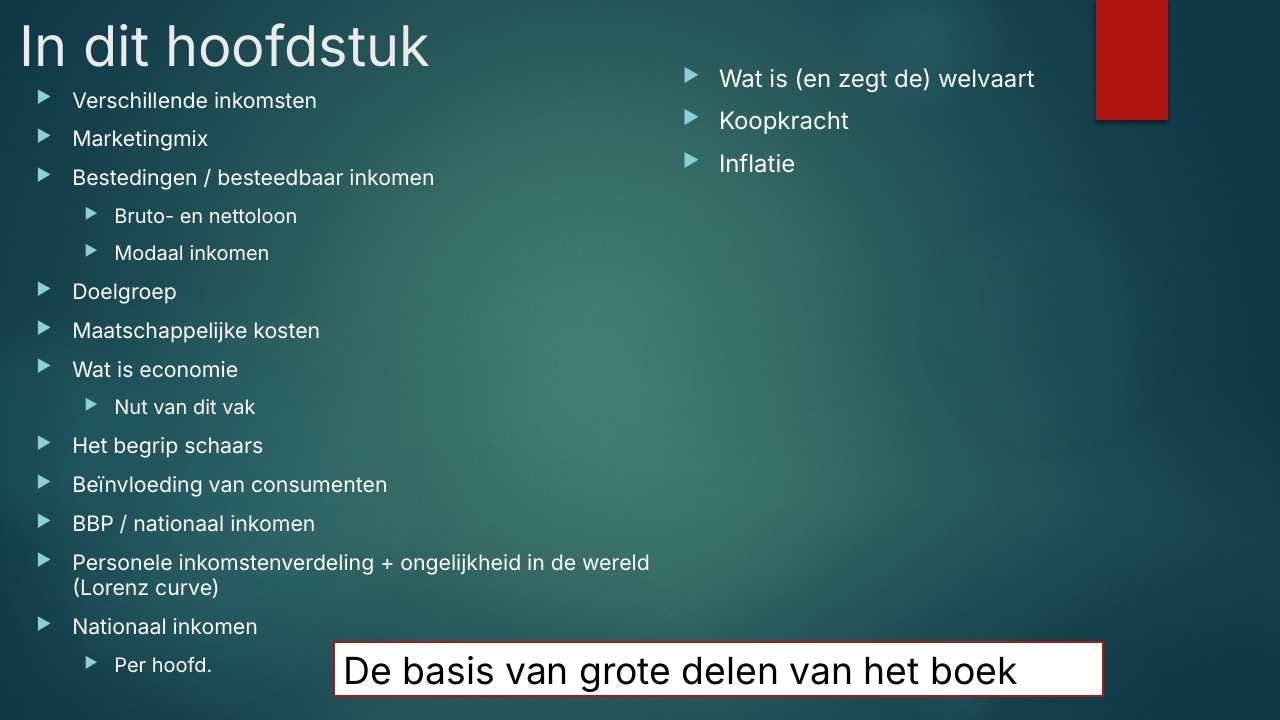 In dit hoofdstuk
Verschillende inkomsten
Marketingmix
Bestedingen / besteedbaar inkomen
Bruto- en nettoloon
Modaal inkomen
Doelgroep
Maatschappelijke kosten
Wat is economie
Nut van dit vak
Het begrip schaars
Beïnvloeding van consumenten
BBP / nationaal inkomen
Personele inkomstenverdeling + ongelijkheid in de wereld
(Lorenz curve)
Nationaal inkomen
Per hoofd.
Wat is (en zegt de) welvaart
Koopkracht
Inflatie
De basis van grote delen van het boek